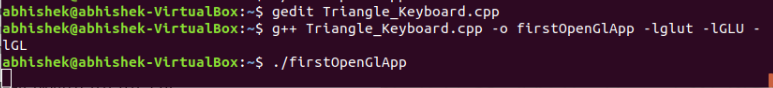 abhishek@abhishek-VirtualBox:~$ gedit Triangle_Keyboard.cpp
abhishek@abhishek-VirtualBox:~$ g++ Triangle_Keyboard.cpp -o firstOpenGlApp -lglut -lGLU -
lGL
abhishek@abhishek-VirtualBox:~$ ./firstOpenGlApp